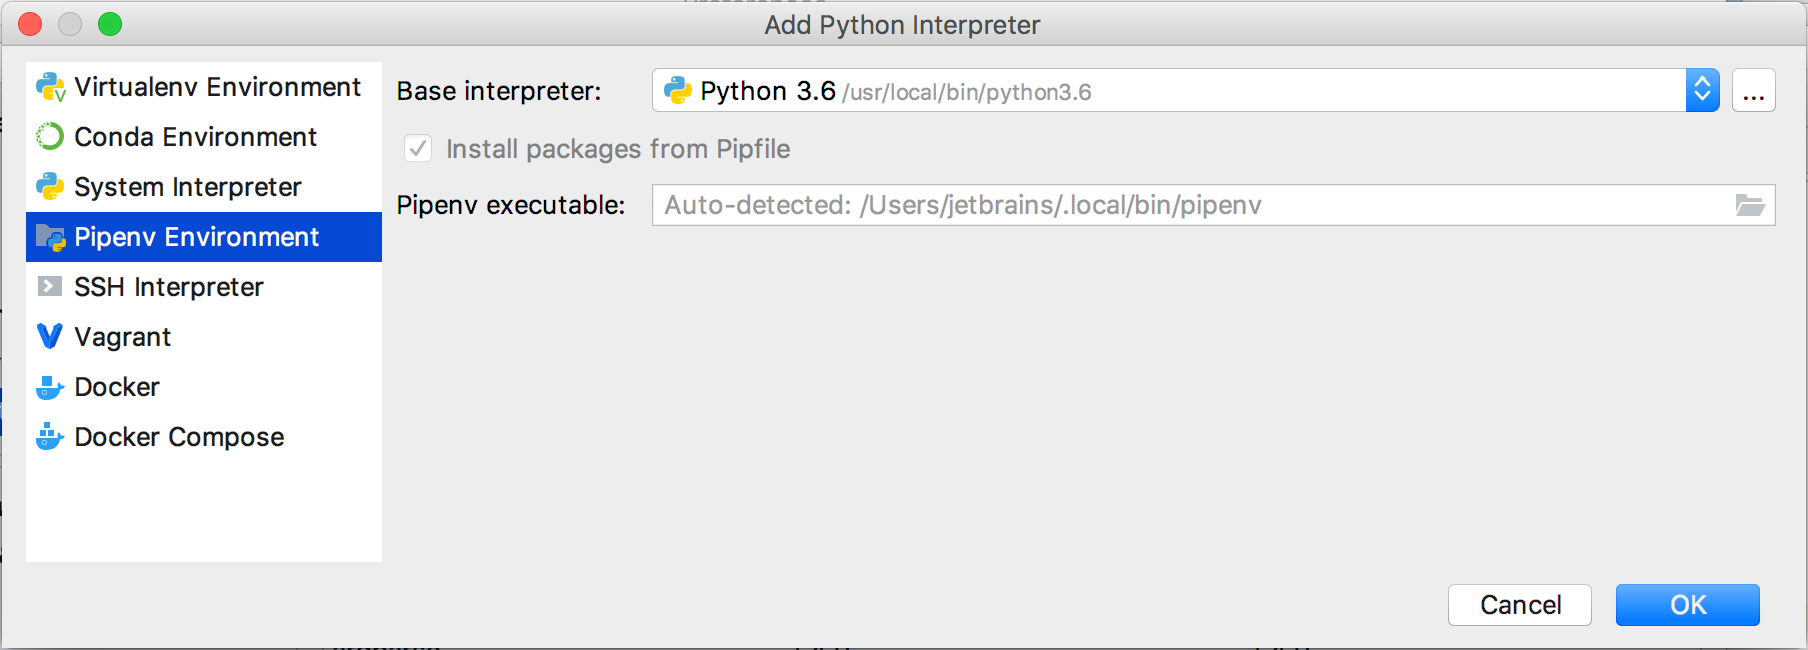 Add Python Interpreter
Virtualenv Environment
Conda Environment
System Interpreter
Pipenv Environment
SSH Interpreter
Vagrant
Docker
Docker Compose
Base interpreter: Python 3.6 /usr/local/bin/python3.6 ...
Install packages from Pipfile
Pipenv executable: Auto-detected: /Users/jetbrains/.local/bin/pipenv
Cancel OK